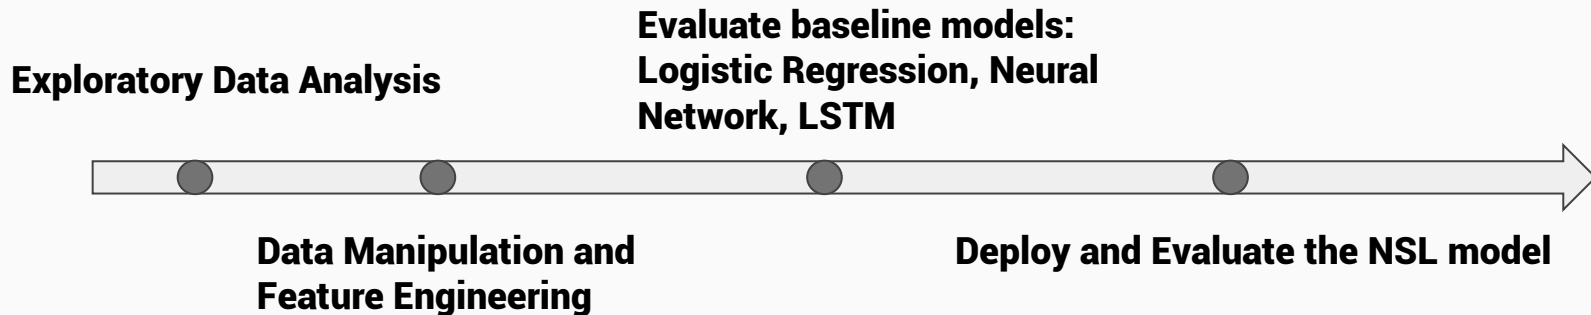 Exploratory Data Analysis
Evaluate baseline models:
Logistic Regression, Neural
Network, LSTM
Data Manipulation and
Feature Engineering
Deploy and Evaluate the NSL model